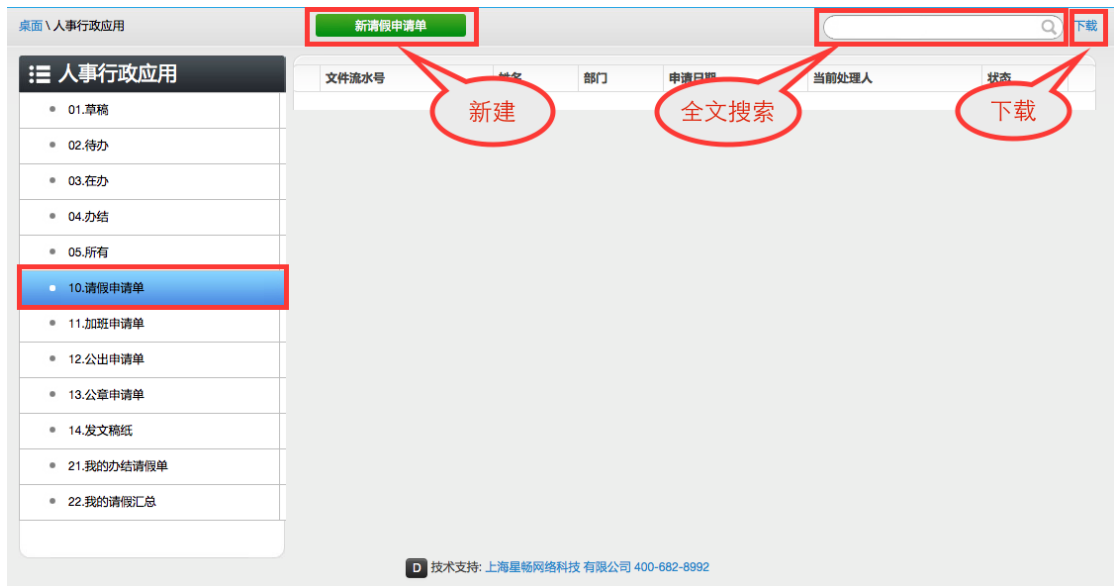 桌面 \ 人事行政应用
新请假申请单
下载
人事行政应用
文件流水号 姓名 部门 申请日期 当前处理人 状态
新建
全文搜索
下载
01.草稿
02.待办
03.在办
04.办结
05.所有
10.请假申请单
11.加班申请单
12.公出申请单
13.公章申请单
14.发文稿纸
21.我的办结请假单
22.我的请假汇总
D 技术支持: 上海星畅网络科技 有限公司 400-682-8992